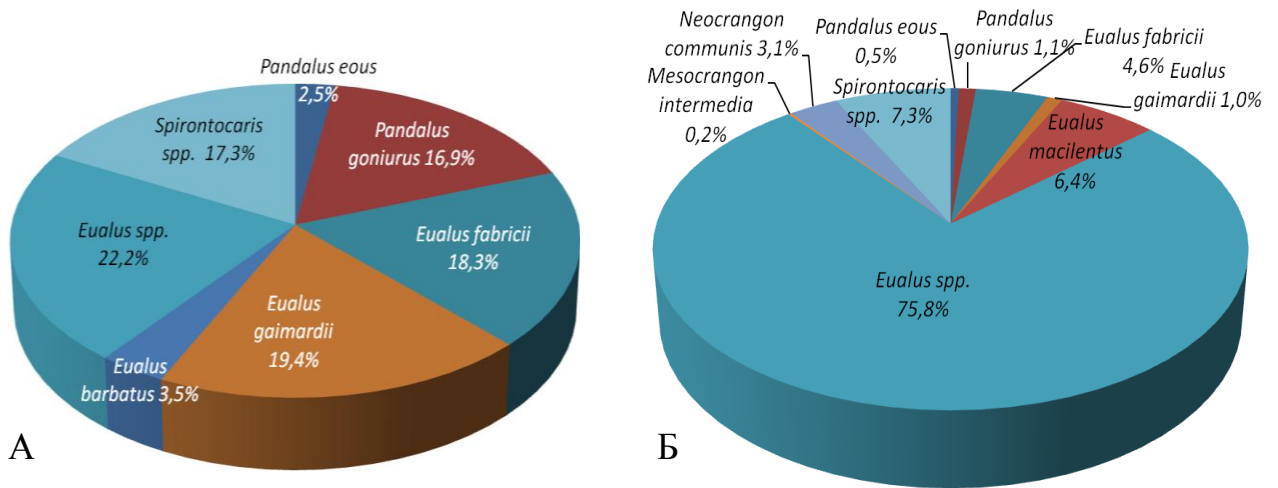 Pandalus eous
2,5%
Pandalus
goniurus 16,9%
Eualus fabricii
18,3%
Eualus
gaimardii
19,4%
Eualus
barbatus 3,5%
Eualus spp.
22,2%
Spirontocaris
spp. 17,3%
А
Neocrangon
communis 3,1%
Mesocrangon
intermedia
0,2%
Pandalus eous
0,5%
Spirontocaris
spp. 7,3%
Pandalus
goniurus 1,1%
Eualus fabricii
4,6%
Eualus
gaimardii 1,0%
Eualus
macilentus
6,4%
Eualus spp.
75,8%
Б